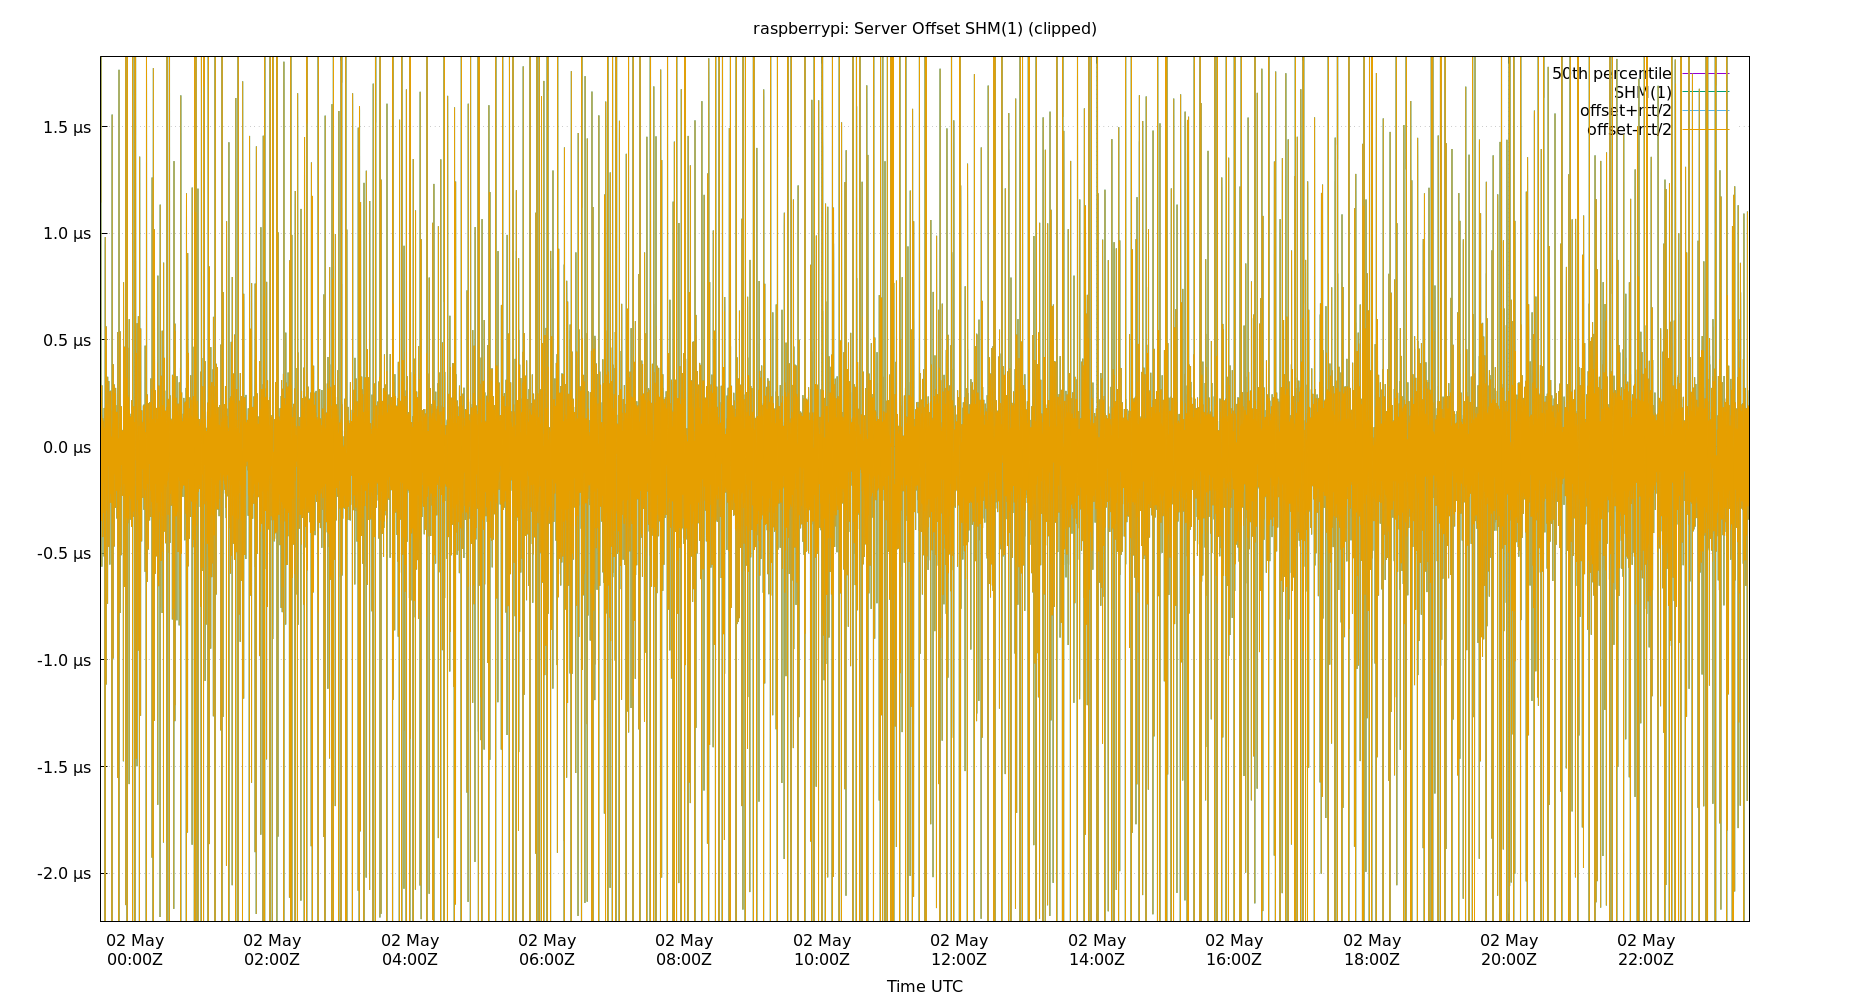 raspberrypi: Server Offset SHM(1) (clipped)
50th percentile
SHM(1)
offset+rtt/2
offset-rtt/2
1.5 µs
1.0 µs
0.5 µs
0.0 µs
-0.5 µs
-1.0 µs
-1.5 µs
-2.0 µs
02 May 02 May 02 May 02 May 02 May 02 May 02 May 02 May 02 May 02 May 02 May 02 May
00:00Z 02:00Z 04:00Z 06:00Z 08:00Z 10:00Z 12:00Z 14:00Z 16:00Z 18:00Z 20:00Z 22:00Z
Time UTC